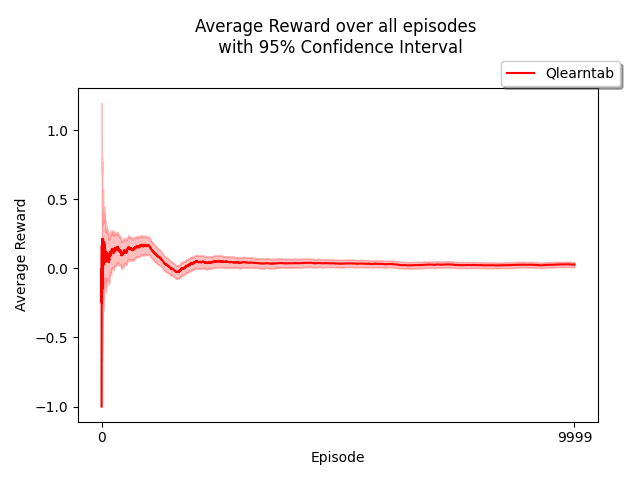 Average Reward over all episodes
with 95% Confidence Interval
Qlearntab
1.0
0.5
0.0
−0.5
−1.0
Average Reward
0
9999
Episode